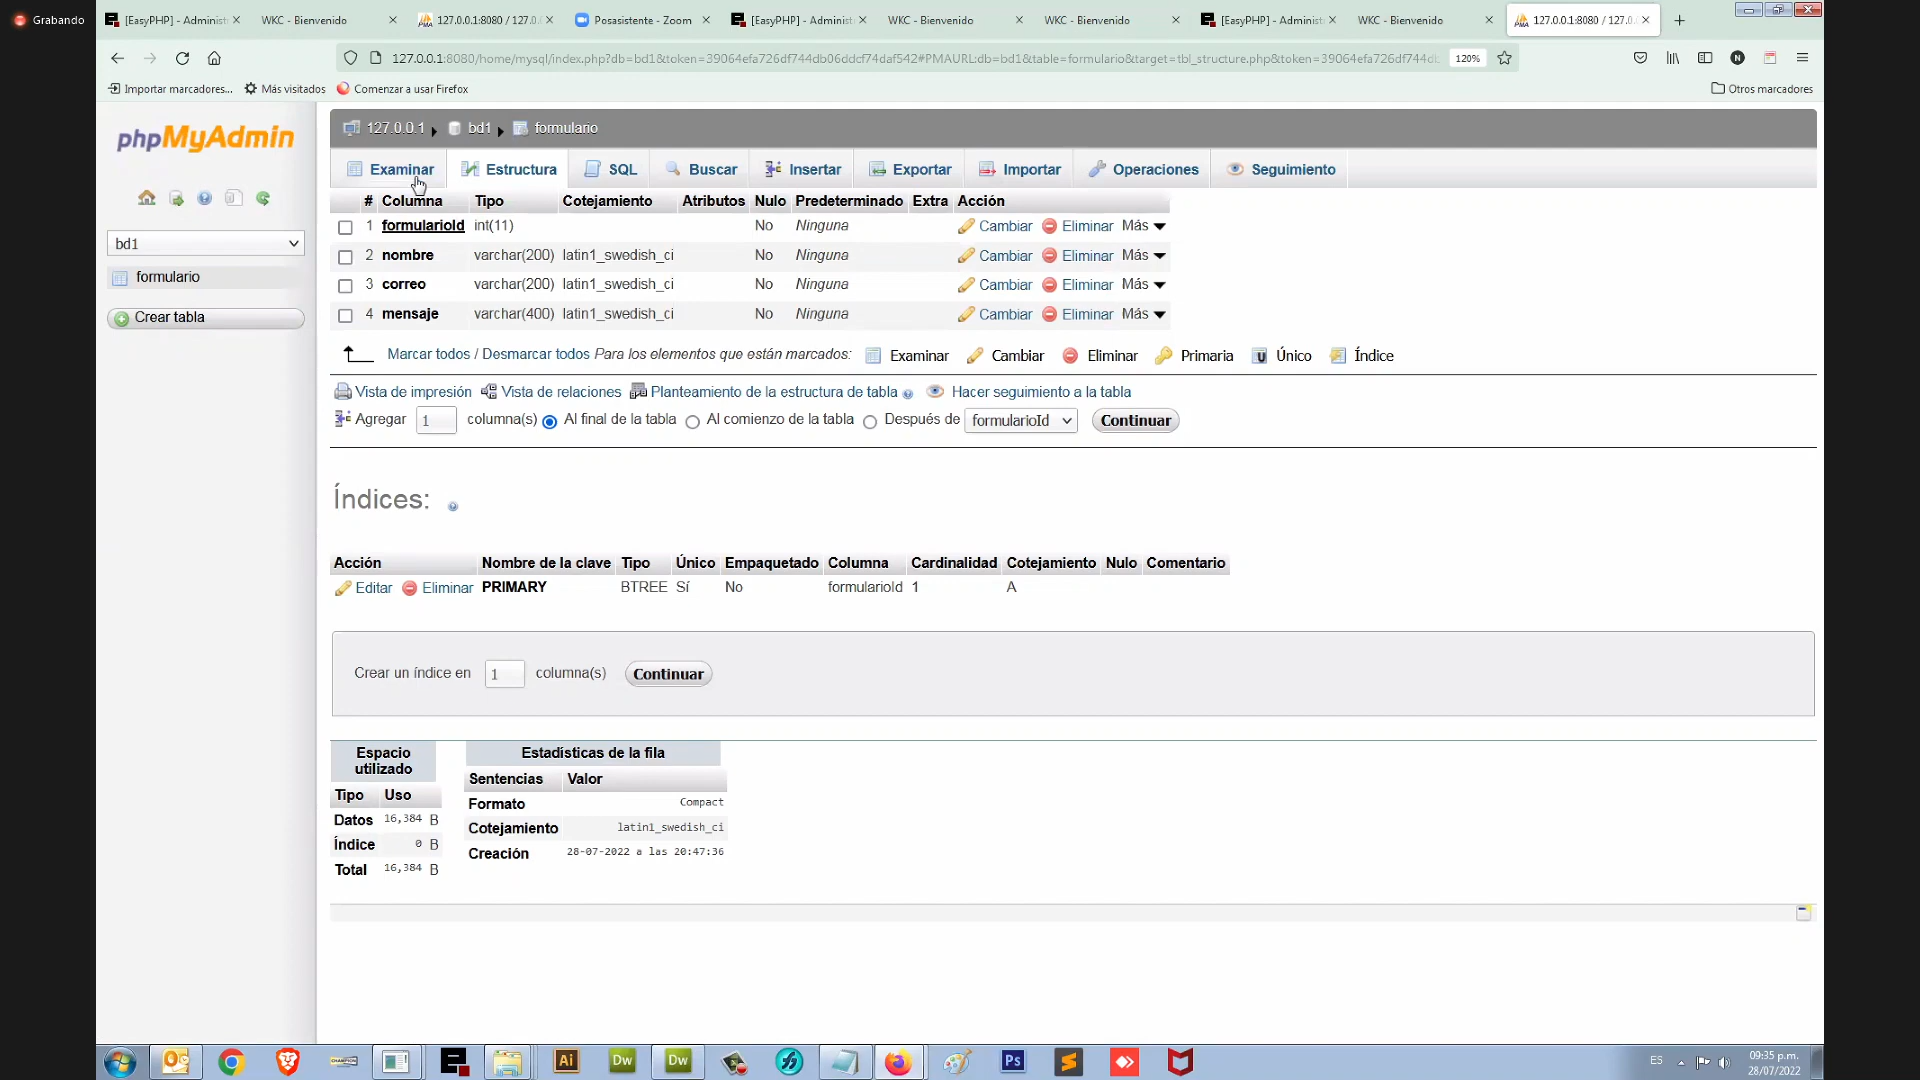 Grabando
[EasyPHP] - Administ
WKC - Bienvenido
127.0.0.1:8080 / 127.0
Posasistente - Zoom
[EasyPHP] - Administ
WKC - Bienvenido
WKC - Bienvenido
[EasyPHP] - Administ
WKC - Bienvenido
127.0.0.1:8080 / 127.0.
127.0.0.1:8080/home/mysql/index.php?db=bd1&token=39064efa726df744db06ddcf74daf542#PMAURL:db=bd1&table=formulario&target=tbl_structure.php&token=39064efa726df744d
120%
Importar marcadores...
Más visitados
Comenzar a usar Firefox
Otros marcadores
phpMyAdmin
bd1
formulario
Crear tabla
127.0.0.1 bd1 formulario
Examinar Estructura SQL Buscar Insertar Exportar Importar Operaciones Seguimiento
# Columna Tipo Cotejamiento Atributos Nulo Predeterminado Extra Acción
1 formularioId int(11) No Ninguna Cambiar Eliminar Más
2 nombre varchar(200) latin1_swedish_ci No Ninguna Cambiar Eliminar Más
3 correo varchar(200) latin1_swedish_ci No Ninguna Cambiar Eliminar Más
4 mensaje varchar(400) latin1_swedish_ci No Ninguna Cambiar Eliminar Más
Marcar todos / Desmarcar todos Para los elementos que están marcados: Examinar Cambiar Eliminar Primaria Único Índice
Vista de impresión Vista de relaciones Planteamiento de la estructura de tabla Hacer seguimiento a la tabla
Agregar 1 columna(s) Al final de la tabla Al comienzo de la tabla Después de formularioId Continuar
Índices:
Acción Nombre de la clave Tipo Único Empaquetado Columna Cardinalidad Cotejamiento Nulo Comentario
Editar Eliminar PRIMARY BTREE Sí No formularioId 1 A
Crear un índice en 1 columna(s) Continuar
Espacio utilizado
Tipo Uso
Datos 16,384 B
Índice 0 B
Total 16,384 B
Estadísticas de la fila
Sentencias Valor
Formato Compact
Cotejamiento latin1_swedish_ci
Creación 28-07-2022 a las 20:47:36
Ai
Dw
Dw
Ps
ES
09:35 p.m.
28/07/2022